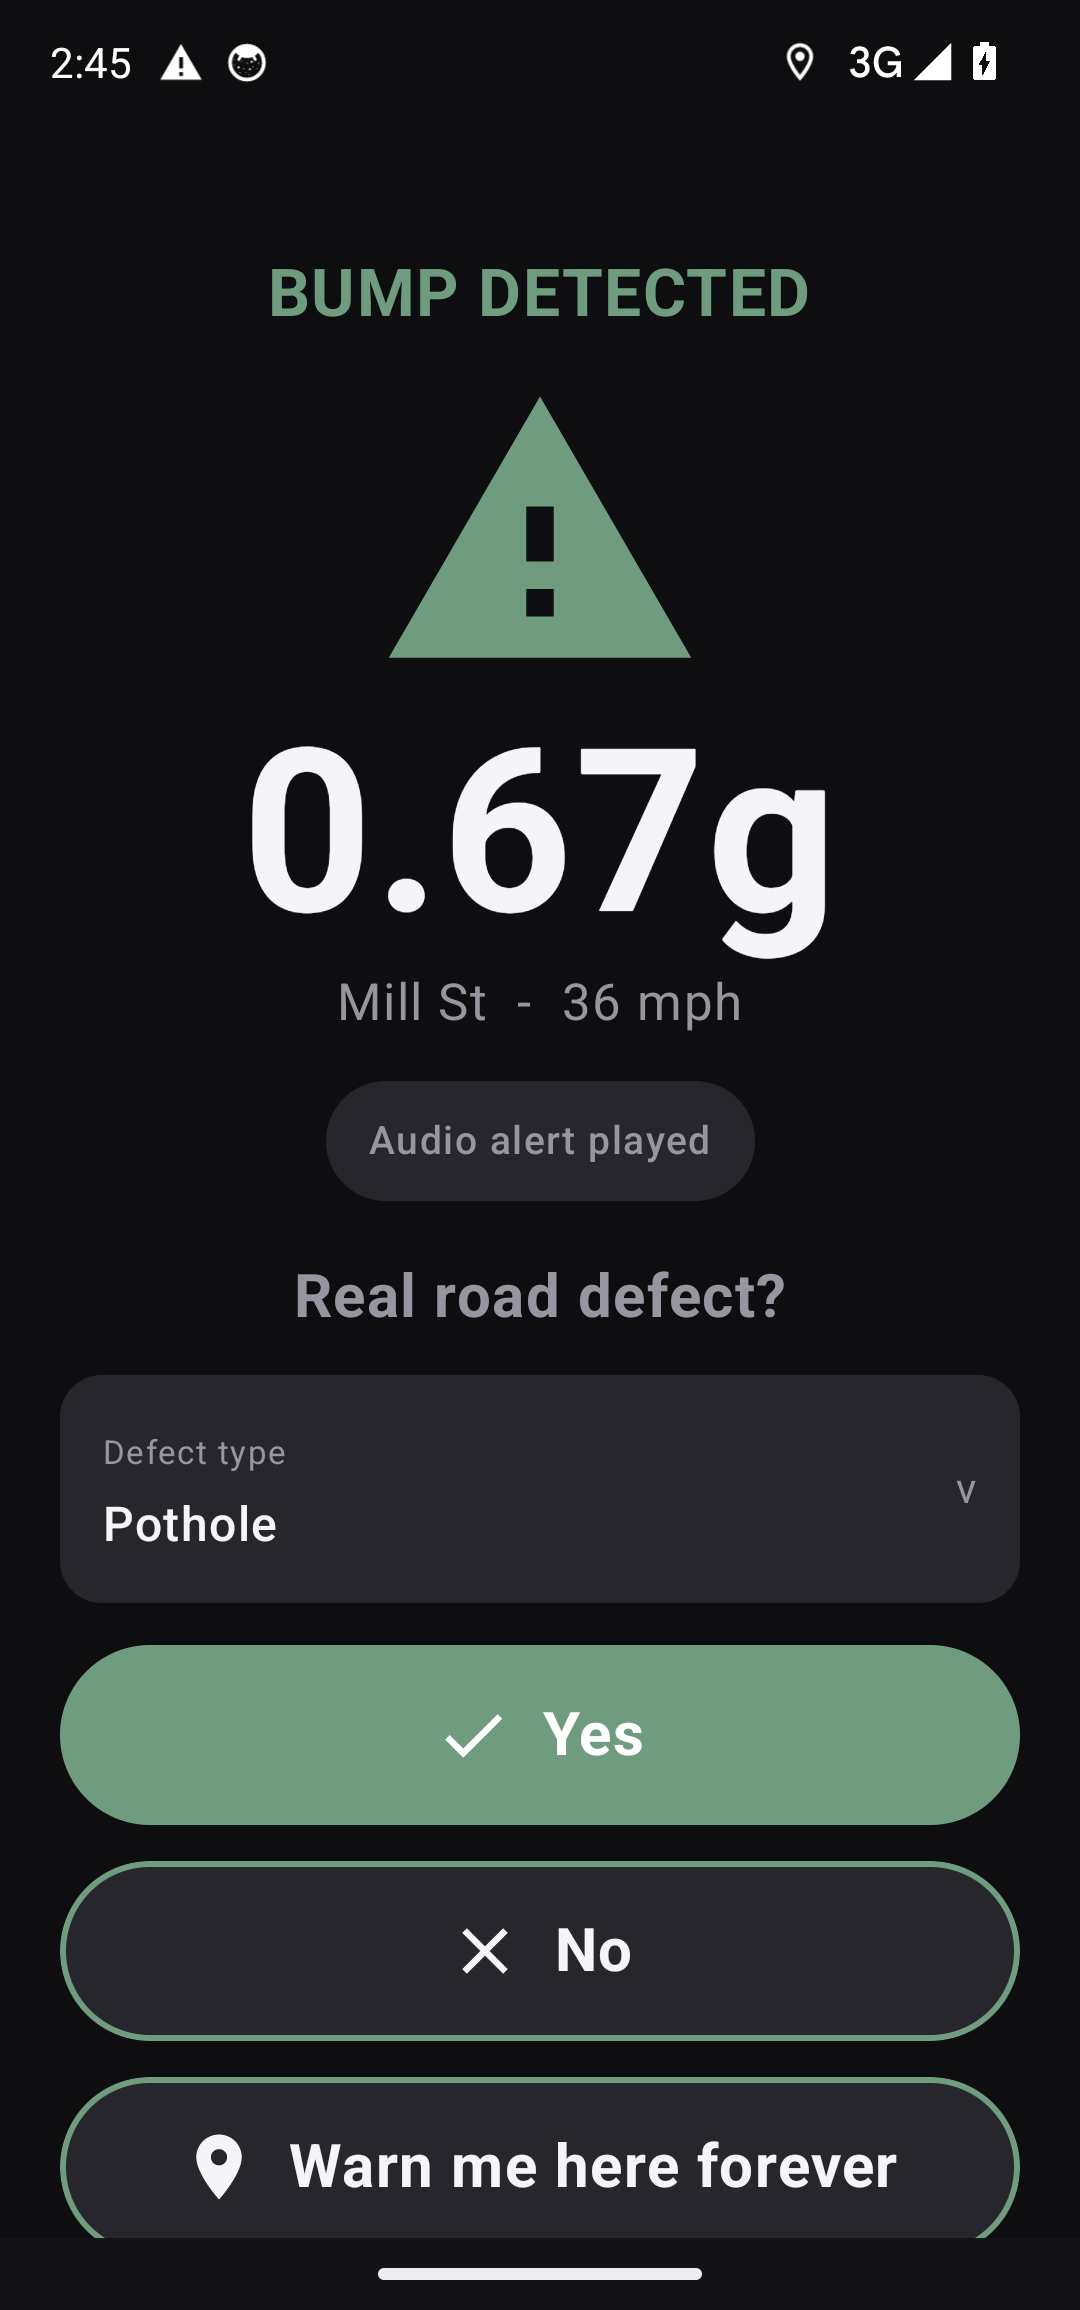 2:45
3G
BUMP DETECTED
0.67g
Mill St - 36 mph
Audio alert played
Real road defect?
Defect type
Pothole
v
Yes
No
Warn me here forever